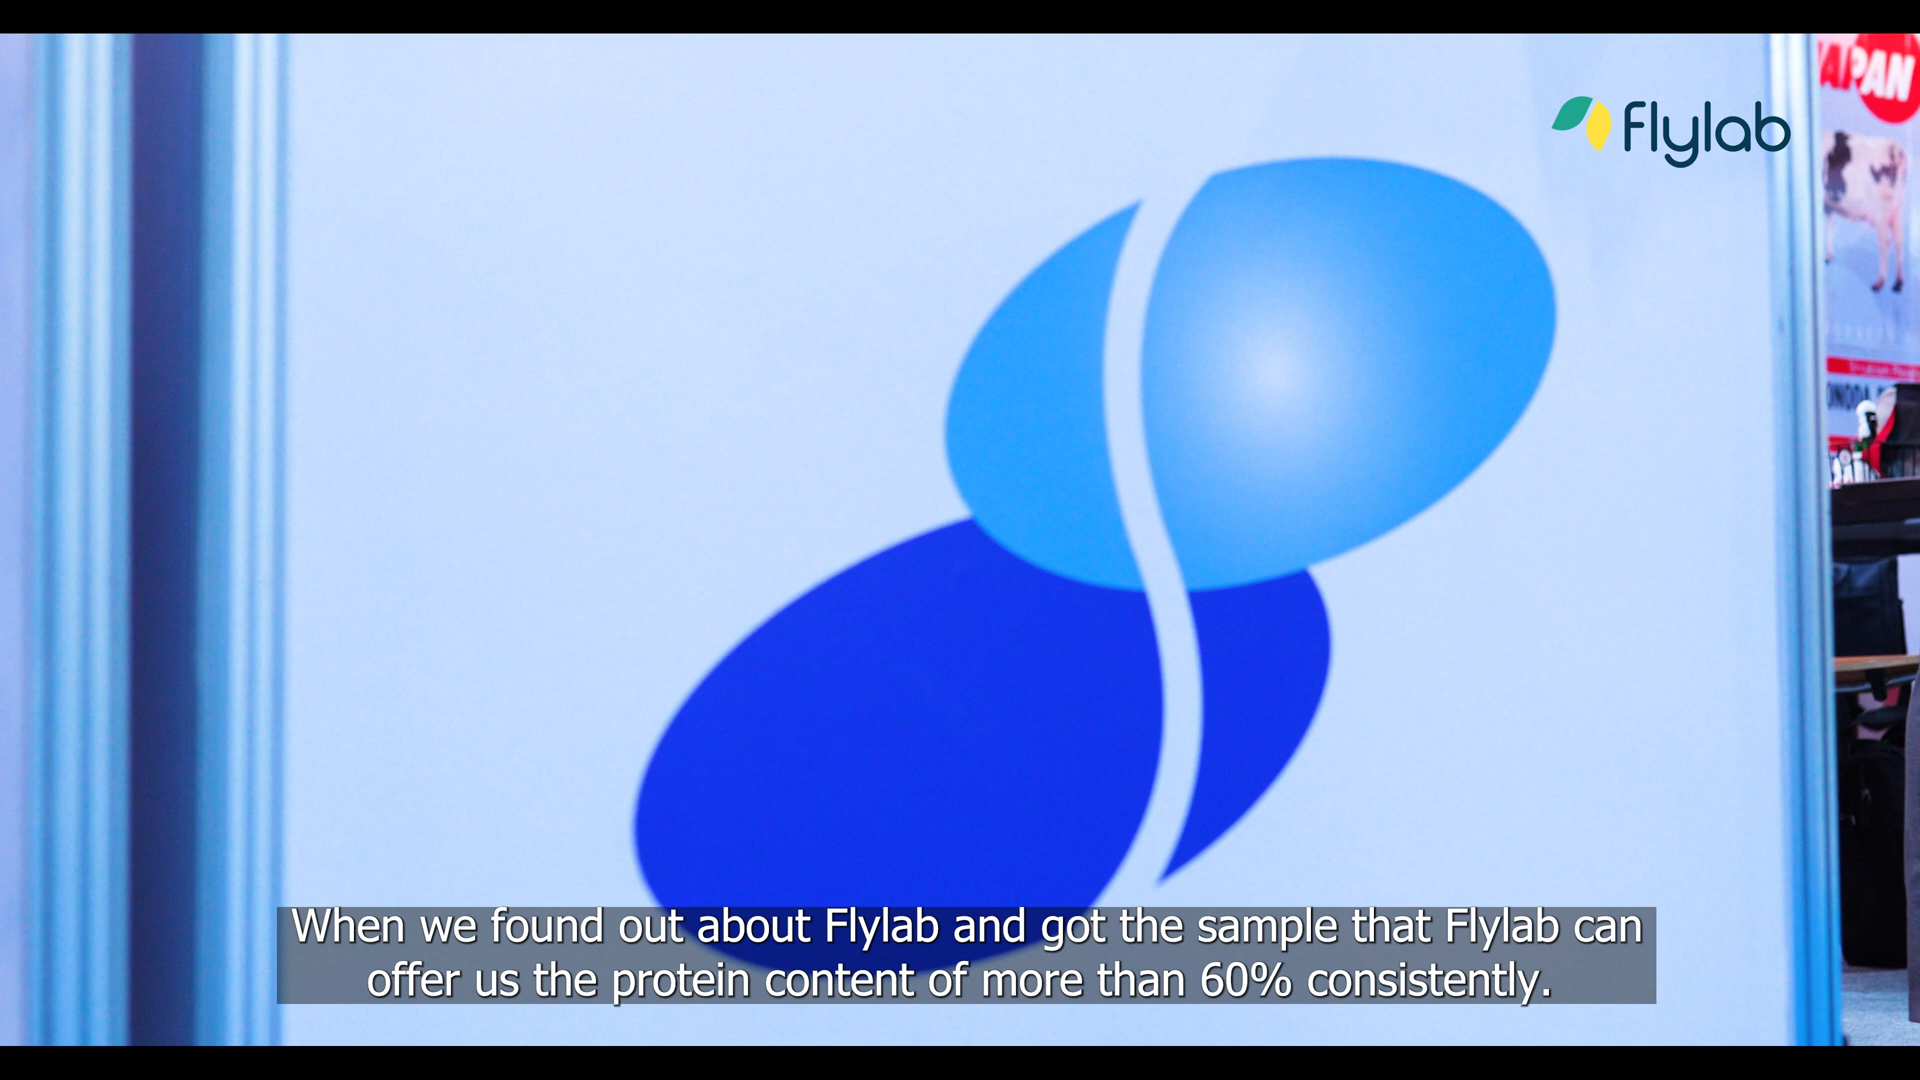 Flylab
JAPAN
When we found out about Flylab and got the sample that Flylab can
offer us the protein content of more than 60% consistently.